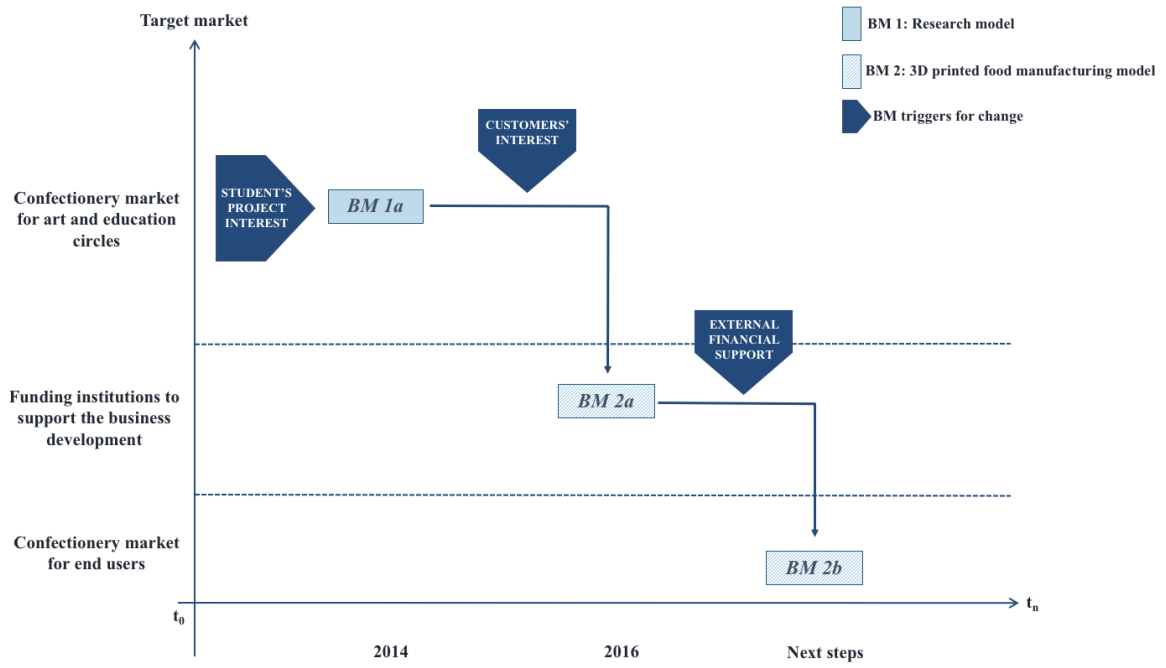 Target market
BM 1: Research model
BM 2: 3D printed food manufacturing model
BM triggers for change
CUSTOMERS’
INTEREST
STUDENT’S
PROJECT
INTEREST
BM 1a
Confectionery market
for art and education
circles
EXTERNAL
FINANCIAL
SUPPORT
Funding institutions to
support the business
development
BM 2a
Confectionery market
for end users
BM 2b
t0
tn
2014
2016
Next steps